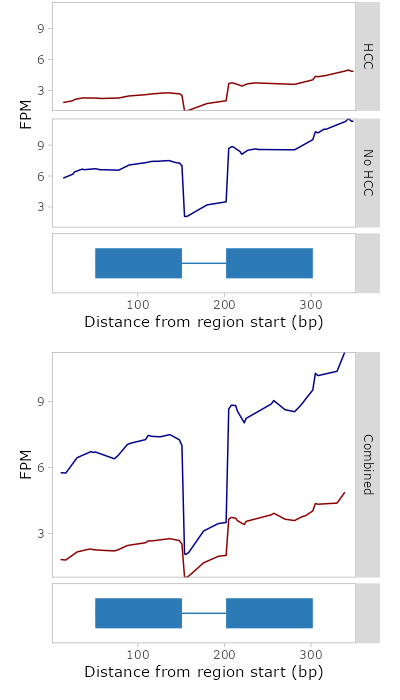 9
6
3
HCC
FPM
9
6
3
No HCC
100
200
300
Distance from region start (bp)
9
6
3
FPM
Combined
100
200
300
Distance from region start (bp)